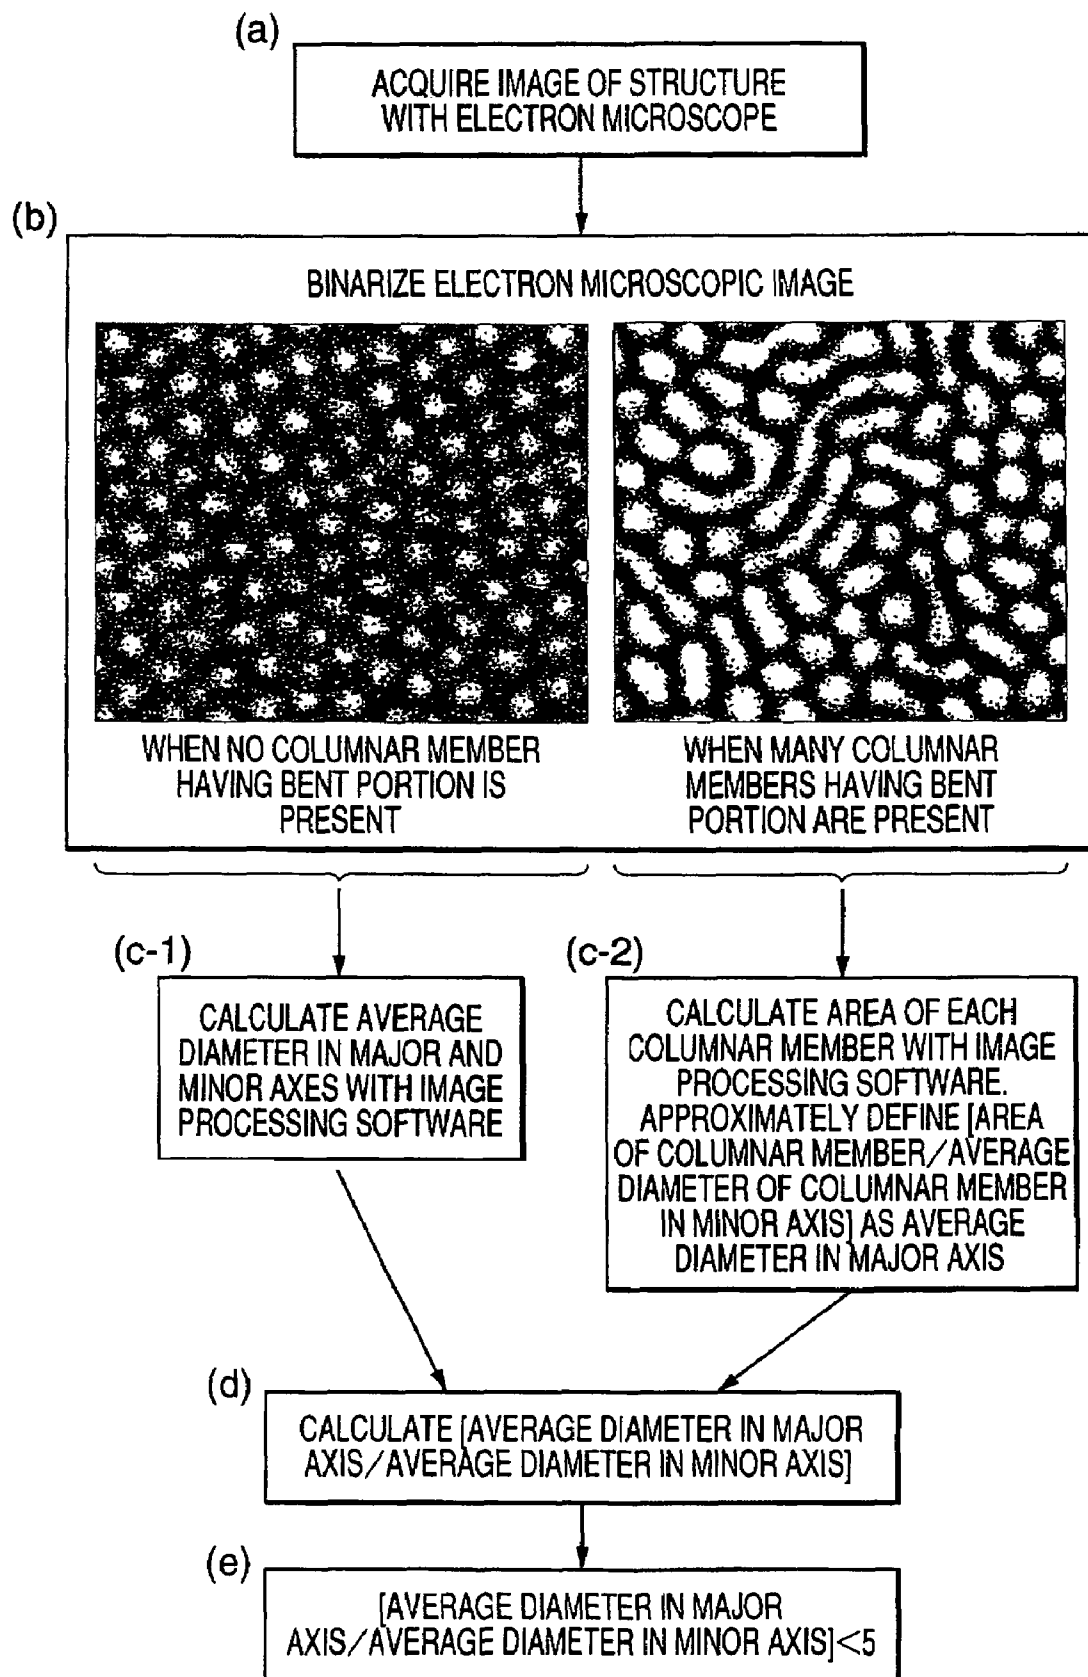 (a)
ACQUIRE IMAGE OF STRUCTURE
WITH ELECTRON MICROSCOPE
(b)
BINARIZE ELECTRON MICROSCOPIC IMAGE
WHEN NO COLUMNAR MEMBER
HAVING BENT PORTION IS
PRESENT
WHEN MANY COLUMNAR
MEMBERS HAVING BENT
PORTION ARE PRESENT
(c-1)
CALCULATE AVERAGE
DIAMETER IN MAJOR AND
MINOR AXES WITH IMAGE
PROCESSING SOFTWARE
(c-2)
CALCULATE AREA OF EACH
COLUMNAR MEMBER WITH IMAGE
PROCESSING SOFTWARE.
APPROXIMATELY DEFINE [AREA
OF COLUMNAR MEMBER/AVERAGE
DIAMETER OF COLUMNAR MEMBER
IN MINOR AXIS] AS AVERAGE
DIAMETER IN MAJOR AXIS
(d)
CALCULATE [AVERAGE DIAMETER IN MAJOR
AXIS/AVERAGE DIAMETER IN MINOR AXIS]
(e)
[AVERAGE DIAMETER IN MAJOR
AXIS/AVERAGE DIAMETER IN MINOR AXIS]<5